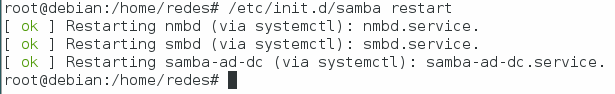 root@debian:/home/redes# /etc/init.d/samba restart
[ ok ] Restarting nmbd (via systemctl): nmbd.service.
[ ok ] Restarting smbd (via systemctl): smbd.service.
[ ok ] Restarting samba-ad-dc (via systemctl): samba-ad-dc.service.
root@debian:/home/redes#